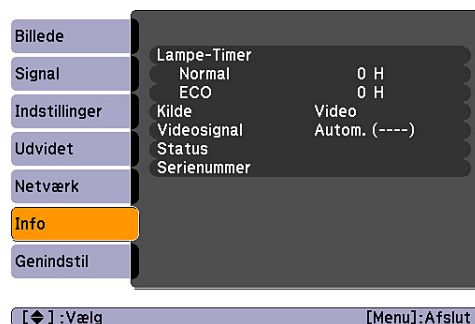 Billede
Signal
Indstillinger
Udvidet
Netværk
Info
Genindstil
Lampe-Timer
Normal 0 H
ECO 0 H
Kilde Video
Videosignal Autom. (----)
Status
Serienummer
[◆] :Vælg [Menu]:Afslut